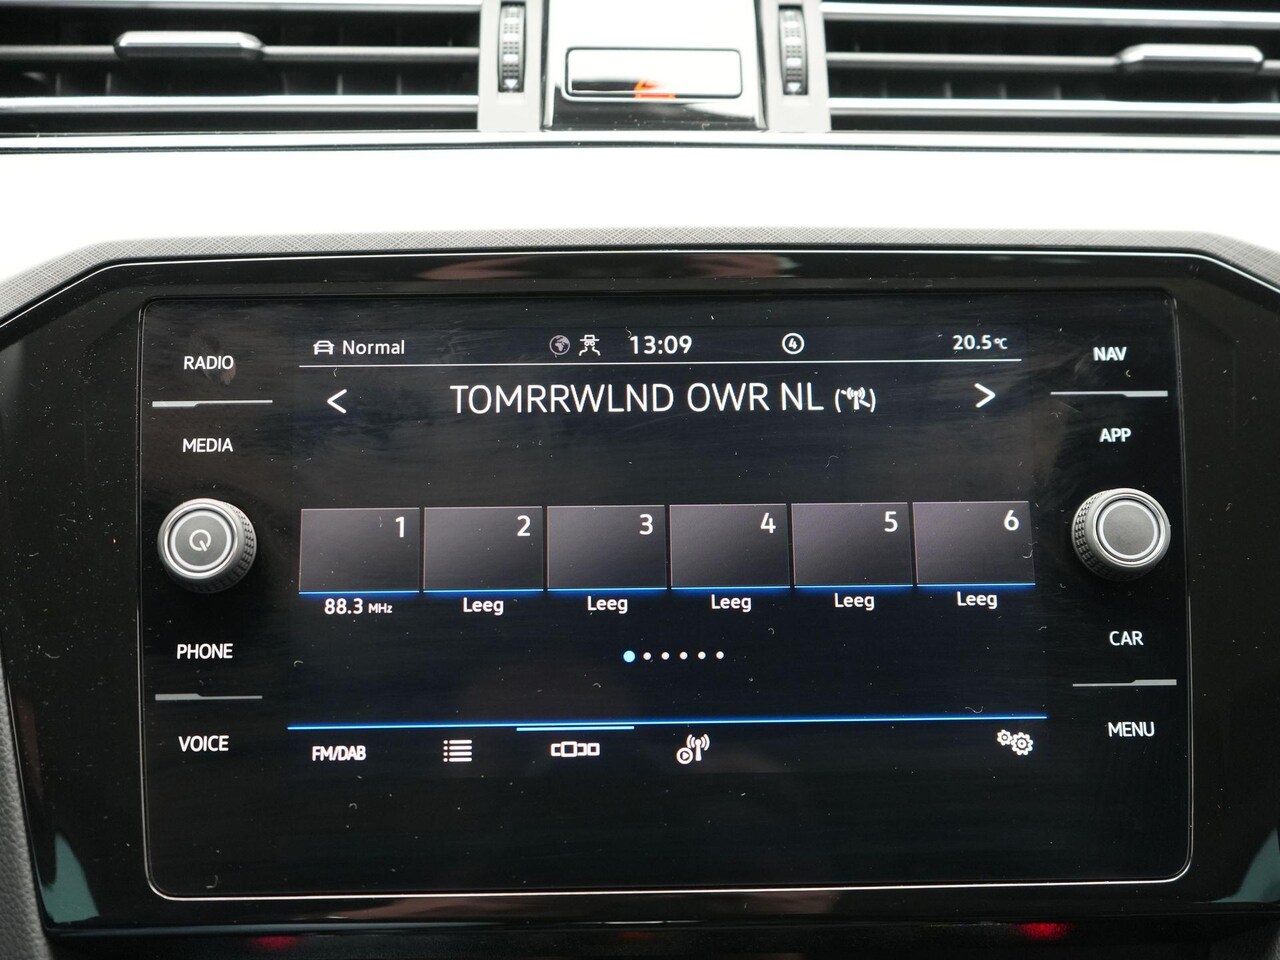 RADIO
MEDIA
PHONE
VOICE
Normal
13:09
4
20.5°C
< TOMRRWLND OWR NL >
1
2
3
4
5
6
88.3 MHz
Leeg
Leeg
Leeg
Leeg
Leeg
FM/DAB
NAV
APP
CAR
MENU